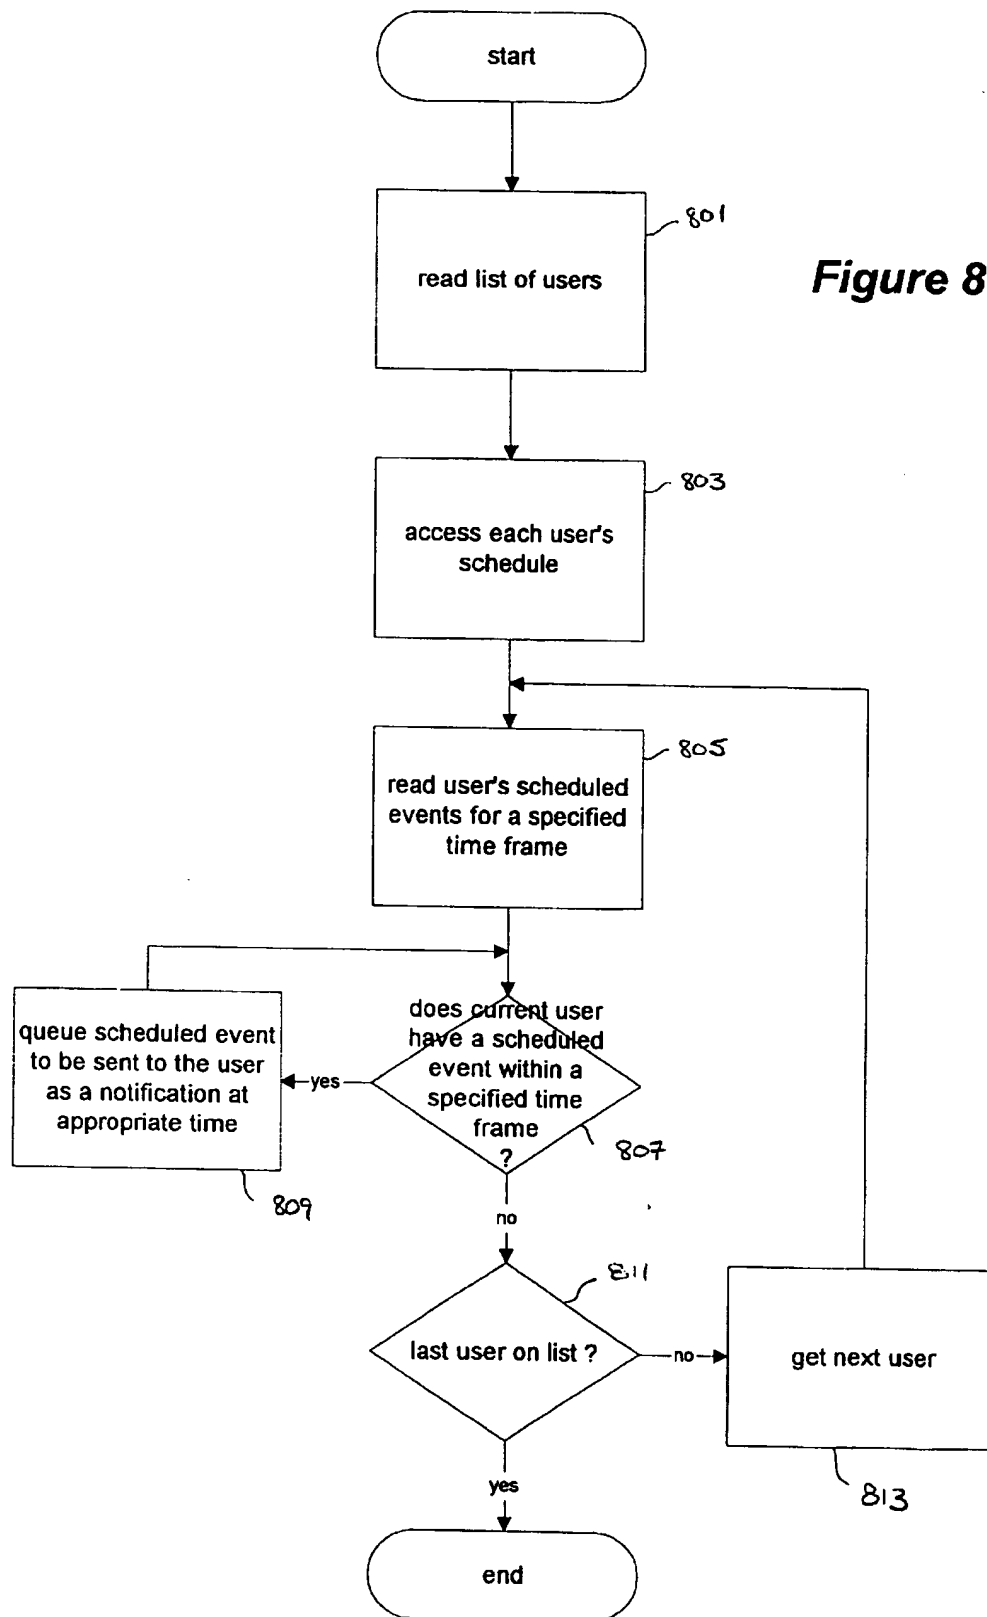 start
801
read list of users
Figure 8
803
access each user's
schedule
805
read user's scheduled
events for a specified
time frame
does current user
have a scheduled
event within a
specified time
frame
?
807
yes
queue scheduled event
to be sent to the user
as a notification at
appropriate time
809
no
811
last user on list ?
no
get next user
813
yes
end